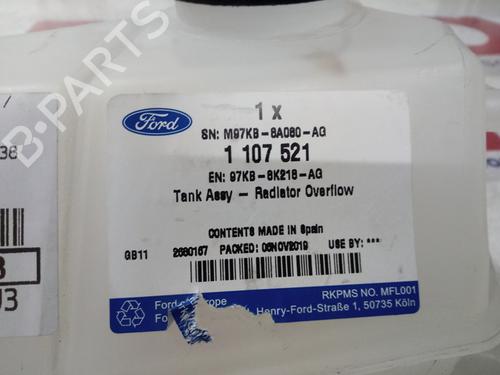 Ford
1 x
SN: M97KB-8A080-AG
1 107 521
EN: 97KB-8K218-AG
Tank Assy - Radiator Overflow
CONTENTS MADE IN Spain
GB11 2680167 PACKED: 06NOV2019 USE BY: ***
RKPMS NO. MFL001
Henry-Ford-Straße 1, 50735 Köln
B-PARTS